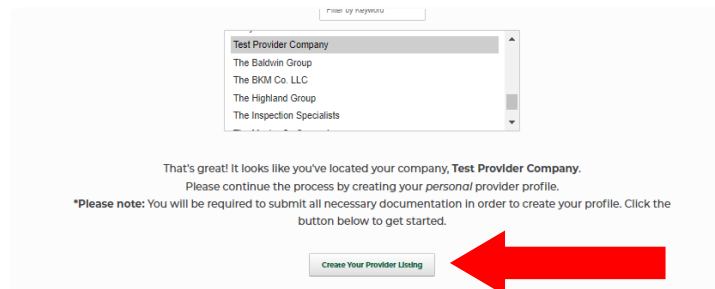 Filter by Keyword
Test Provider Company
The Baldwin Group
The BKM Co. LLC
The Highland Group
The Inspection Specialists
That's great! It looks like you've located your company, Test Provider Company.
Please continue the process by creating your personal provider profile.
*Please note: You will be required to submit all necessary documentation in order to create your profile. Click the
button below to get started.
Create Your Provider Listing